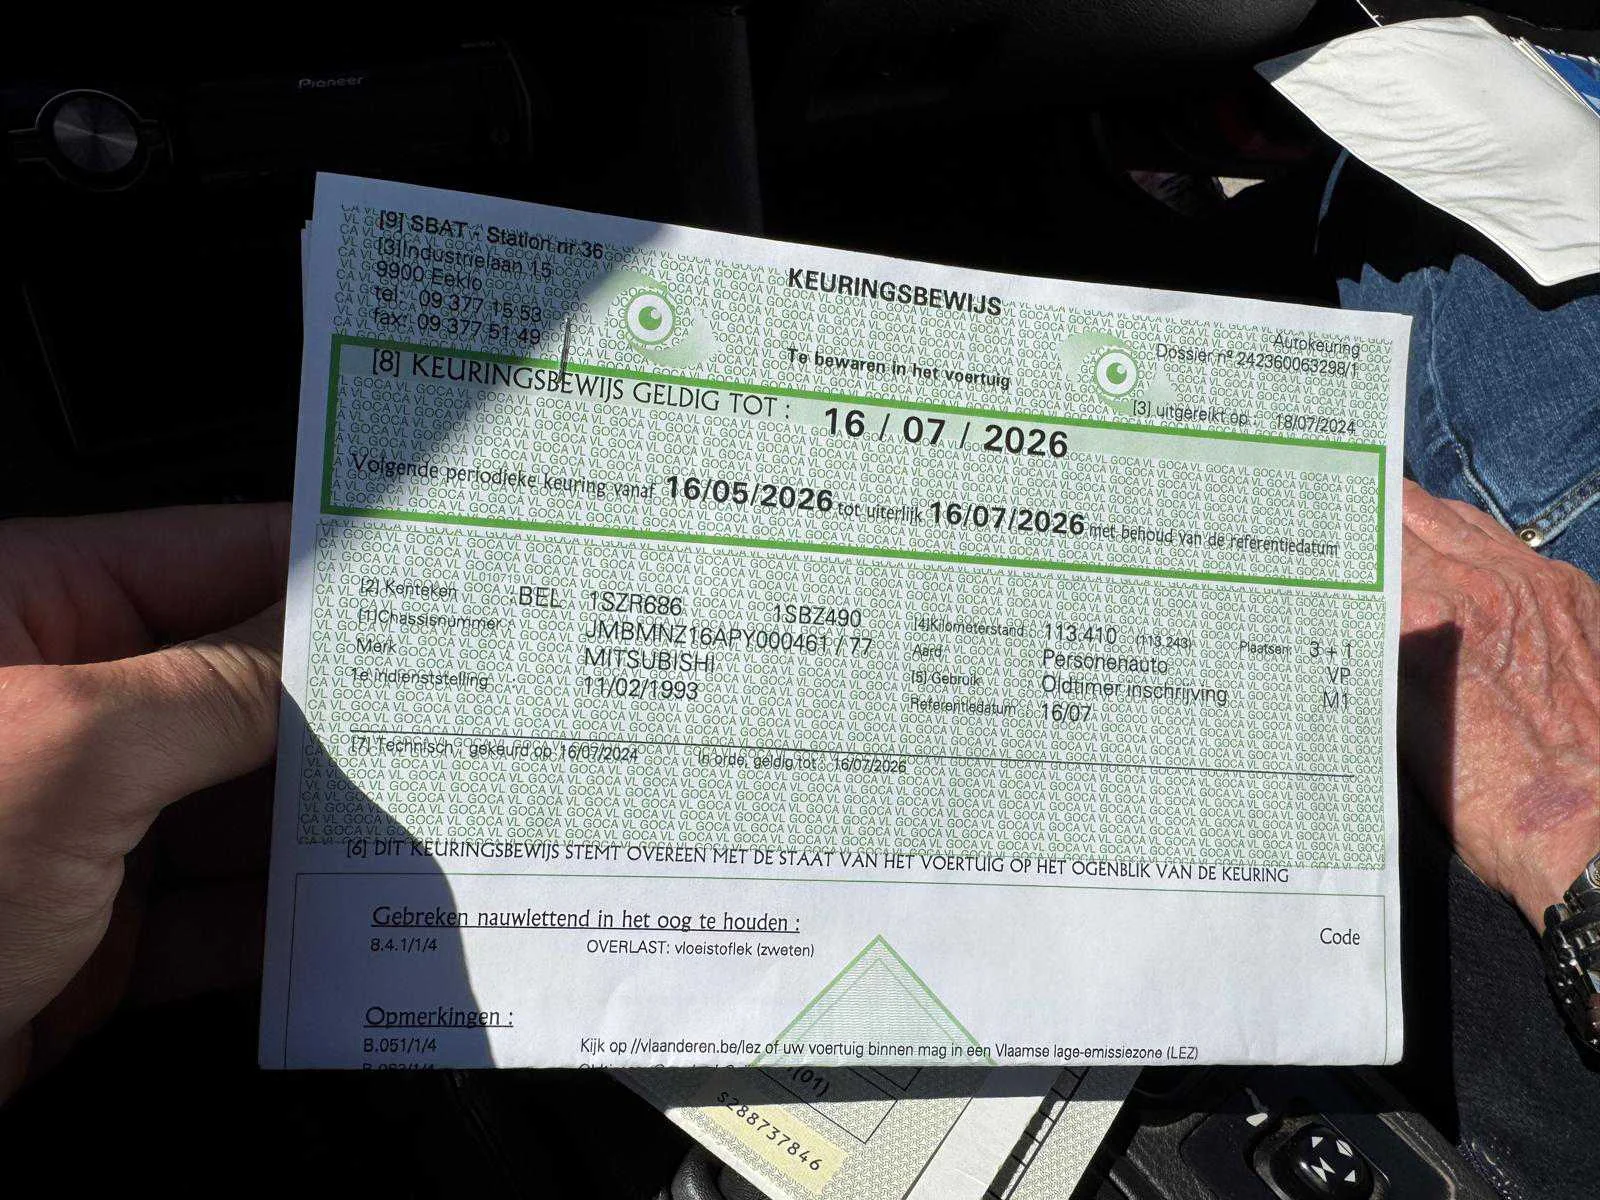 Pioneer
[9] SBAT - Station nr.36
[3]Industrielaan 15
9900 Eeklo
tel: 09 377 15 53
fax: 09 377 51 49
KEURINGSBEWIJS
Te bewaren in het voertuig
Autokeuring
Dossier nº 242360063298/1
[3] uitgereikt op : 18/07/2024
[8] KEURINGSBEWIJS GELDIG TOT : 16 / 07 / 2026
Volgende periodieke keuring vanaf 16/05/2026 tot uiterlijk 16/07/2026 met behoud van de referentiedatum
[2] Kenteken BEL 1SZR686 1SBZ490
[1]Chassisnummer : JMBMNZ16APY000461 / 77
Merk MITSUBISHI
1e indienststelling : 11/02/1993
[4]Kilometerstand : 113.410 (113.243) Plaatsen: 3 + 1
Aard : Personenauto VP
[5] Gebruik : Oldtimer inschrijving M1
Referentiedatum : 16/07
[7] Technisch : gekeurd op 16/07/2024 In orde, geldig tot : 16/07/2026
[6] DIT KEURINGSBEWIJS STEMT OVEREEN MET DE STAAT VAN HET VOERTUIG OP HET OGENBLIK VAN DE KEURING
Gebreken nauwlettend in het oog te houden :
Code
8.4.1/1/4 OVERLAST: vloeistoflek (zweten)
Opmerkingen :
B.051/1/4 Kijk op //vlaanderen.be/lez of uw voertuig binnen mag in een Vlaamse lage-emissiezone (LEZ)
(01)
s288737846